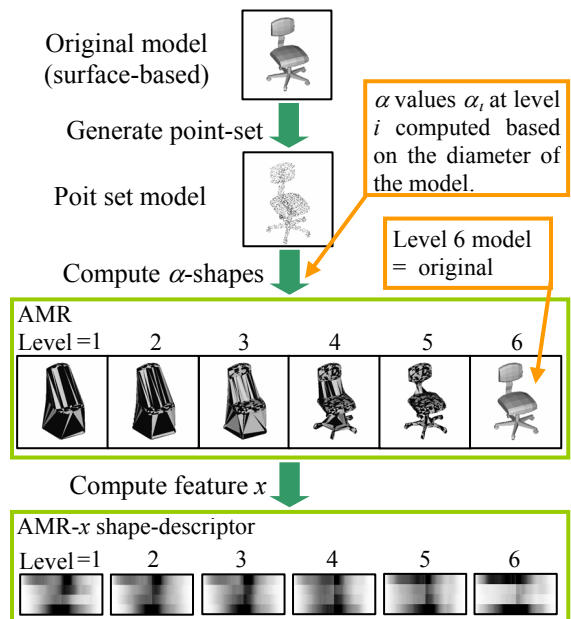 Original model
(surface-based)
Generate point-set
α values αᵢ at level
i computed based
on the diameter of
the model.
Poit set model
Level 6 model
= original
Compute α-shapes
AMR
Level =1 2 3 4 5 6
Compute feature x
AMR-x shape-descriptor
Level =1 2 3 4 5 6